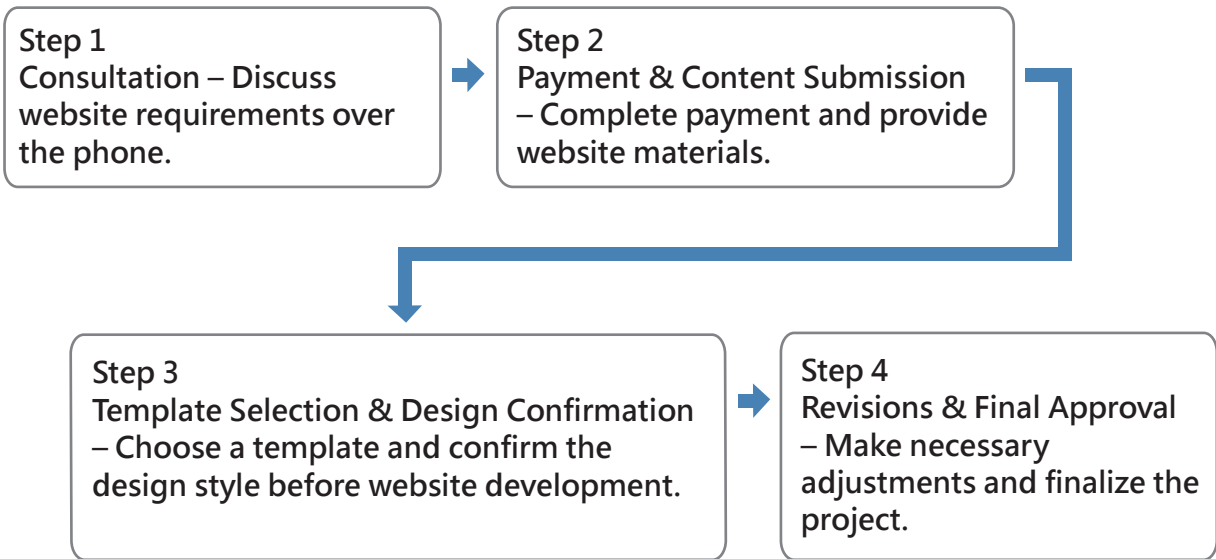 Step 1
Consultation – Discuss
website requirements over
the phone.
Step 2
Payment & Content Submission
– Complete payment and provide
website materials.
Step 3
Template Selection & Design Confirmation
– Choose a template and confirm the
design style before website development.
Step 4
Revisions & Final Approval
– Make necessary
adjustments and finalize the
project.